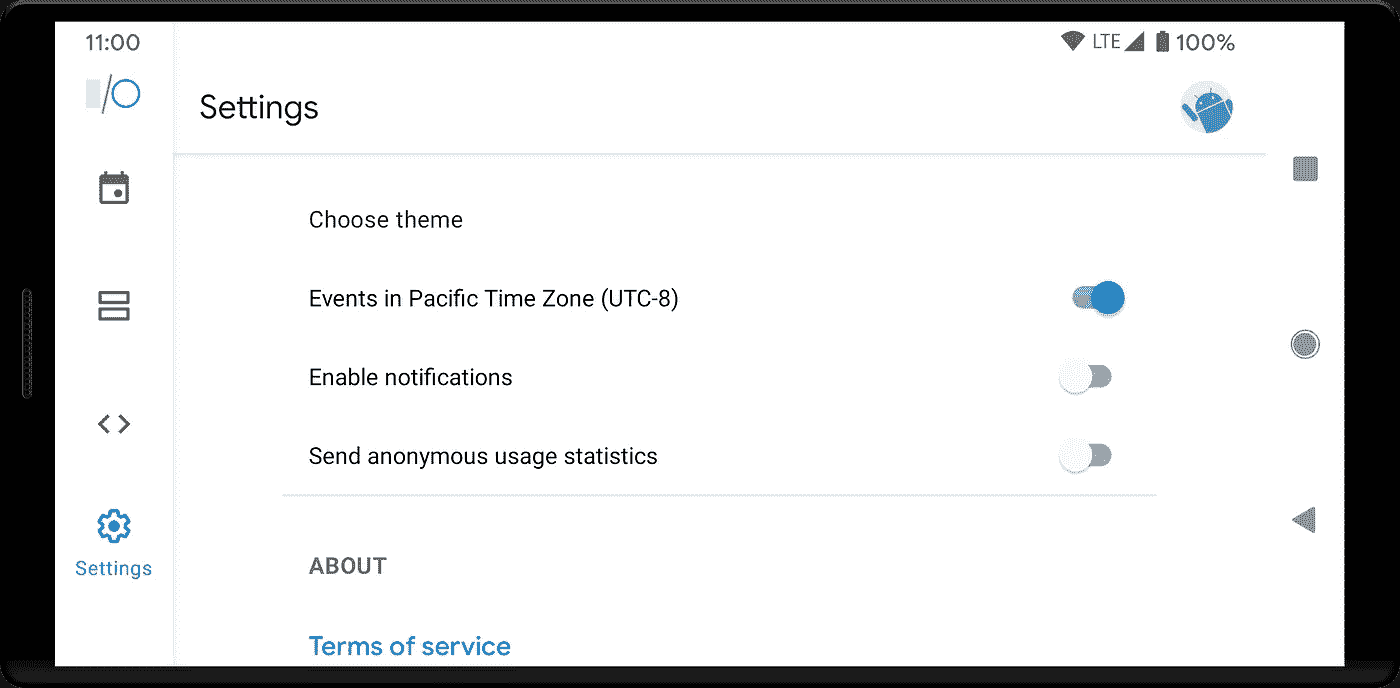 11:00
LTE 100%
I/O
Settings
Choose theme
Events in Pacific Time Zone (UTC-8)
Enable notifications
Send anonymous usage statistics
Settings
ABOUT
Terms of service